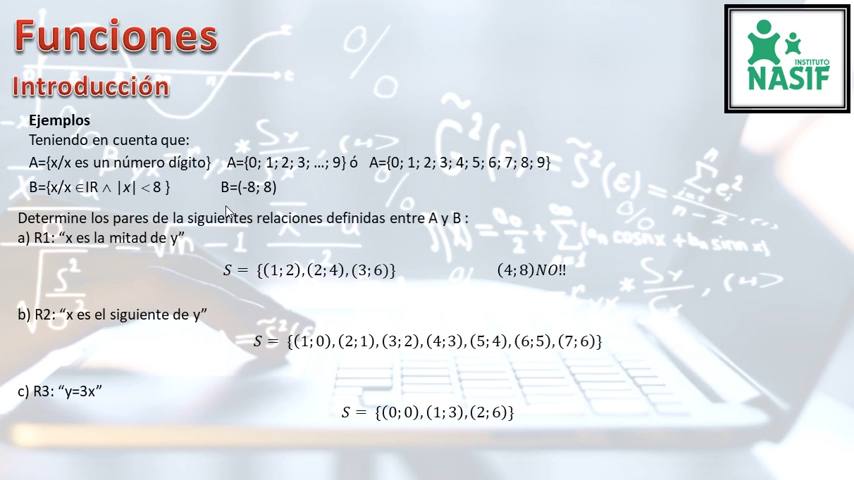 Funciones
Introducción
INSTITUTO
NASIF
Ejemplos
Teniendo en cuenta que:
A={x/x es un número dígito} A={0; 1; 2; 3; ...; 9} ó A={0; 1; 2; 3; 4; 5; 6; 7; 8; 9}
B={x/x ∈IR ∧ |x| < 8 } B=(-8; 8)
Determine los pares de la siguientes relaciones definidas entre A y B :
a) R1: “x es la mitad de y”
S = {(1; 2), (2; 4), (3; 6)} (4; 8)NO!!
b) R2: “x es el siguiente de y”
S = {(1; 0), (2; 1), (3; 2), (4; 3), (5; 4), (6; 5), (7; 6)}
c) R3: “y=3x”
S = {(0; 0), (1; 3), (2; 6)}